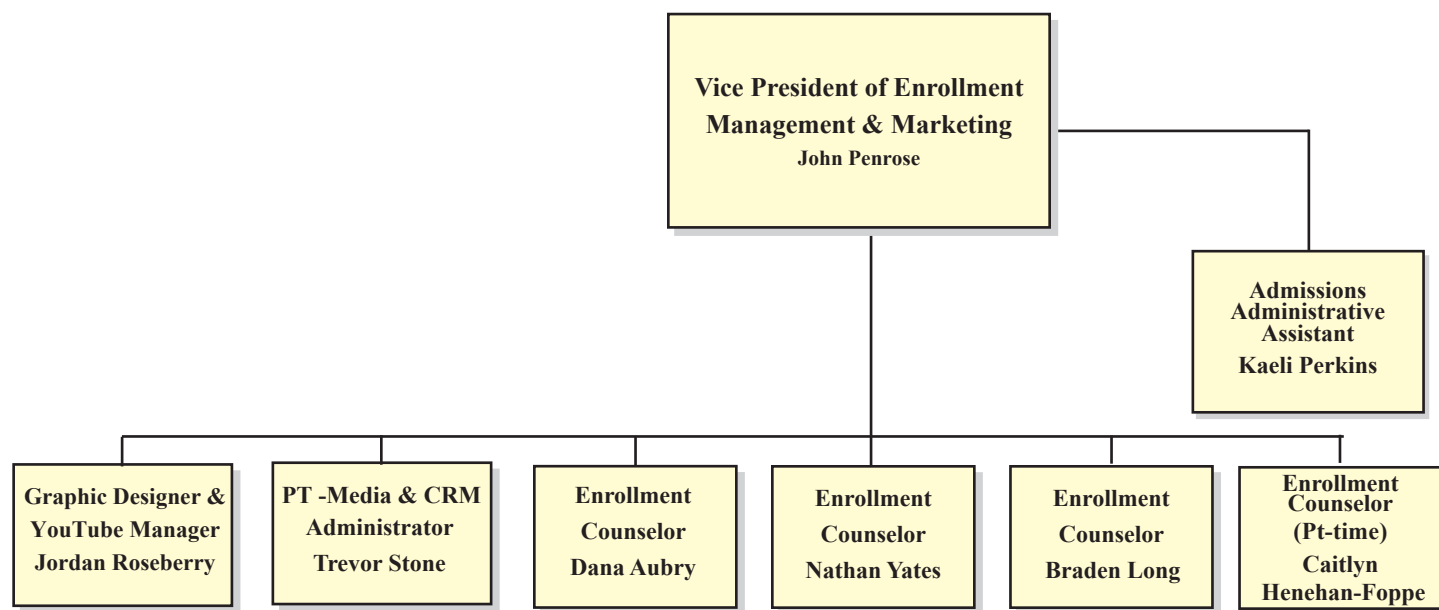 Vice President of Enrollment
Management & Marketing
John Penrose
Admissions
Administrative
Assistant
Kaeli Perkins
Graphic Designer &
YouTube Manager
Jordan Roseberry
PT -Media & CRM
Administrator
Trevor Stone
Enrollment
Counselor
Dana Aubry
Enrollment
Counselor
Nathan Yates
Enrollment
Counselor
Braden Long
Enrollment
Counselor
(Pt-time)
Caitlyn
Henehan-Foppe